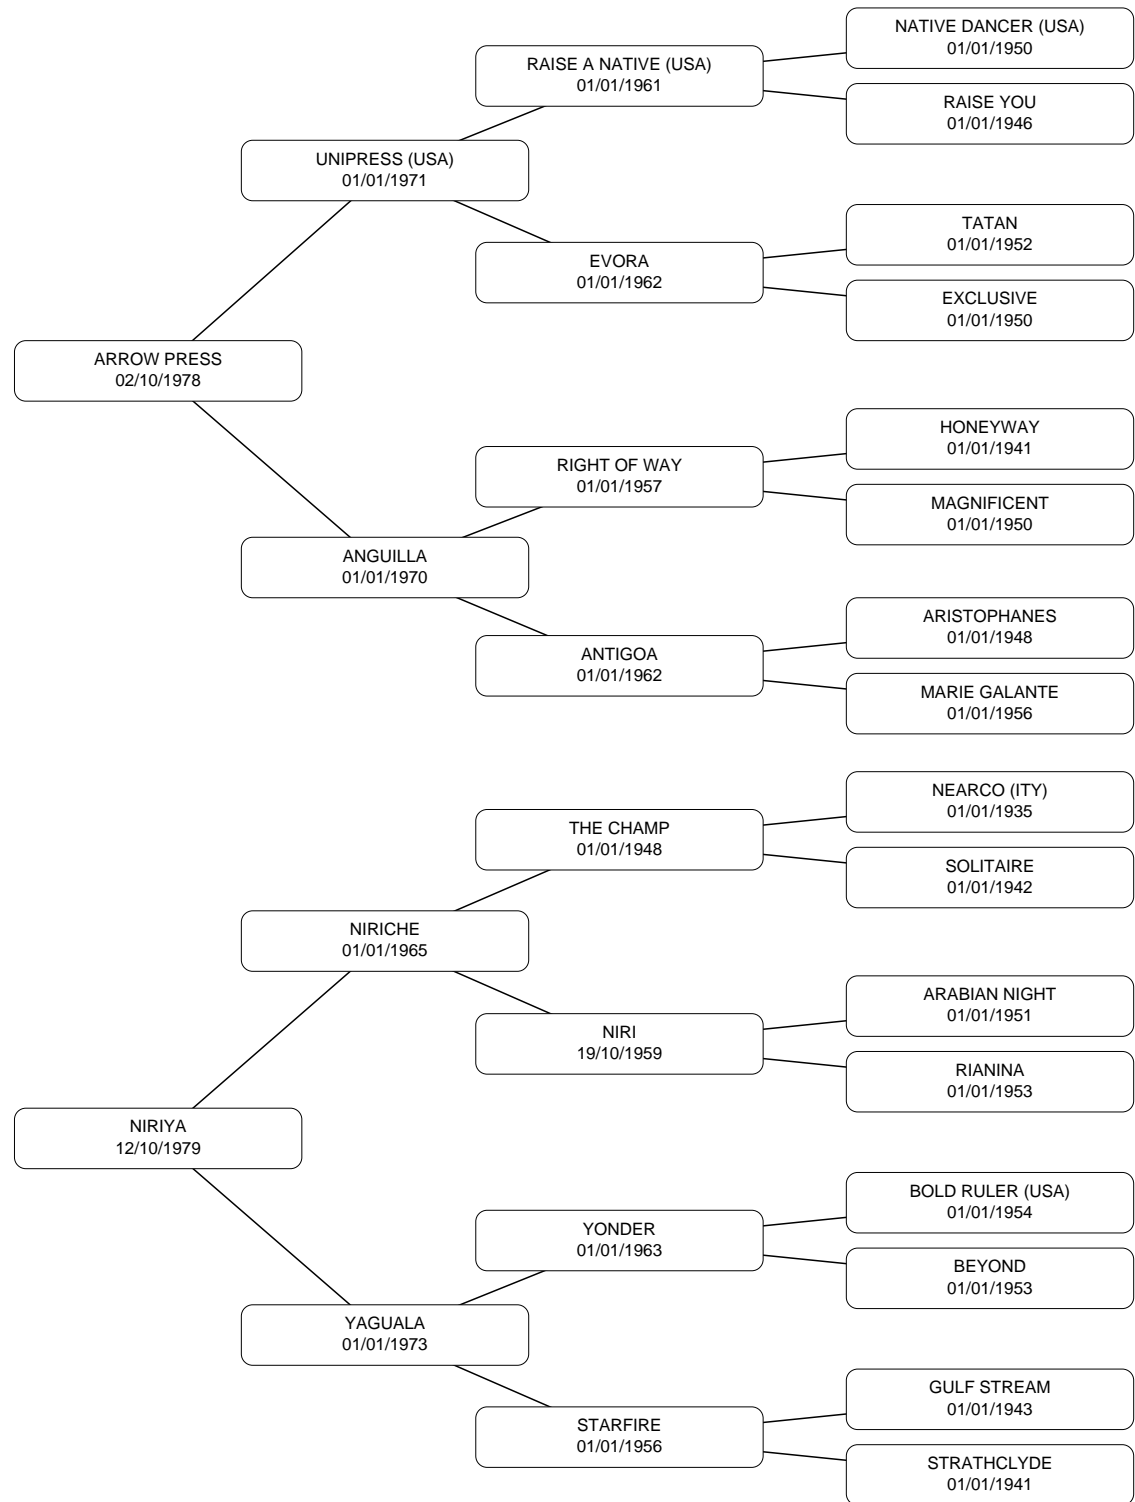 NATIVE DANCER (USA)
01/01/1950
RAISE A NATIVE (USA)
01/01/1961
RAISE YOU
01/01/1946
UNIPRESS (USA)
01/01/1971
TATAN
01/01/1952
EVORA
01/01/1962
EXCLUSIVE
01/01/1950
ARROW PRESS
02/10/1978
HONEYWAY
01/01/1941
RIGHT OF WAY
01/01/1957
MAGNIFICENT
01/01/1950
ANGUILLA
01/01/1970
ARISTOPHANES
01/01/1948
ANTIGOA
01/01/1962
MARIE GALANTE
01/01/1956
NEARCO (ITY)
01/01/1935
THE CHAMP
01/01/1948
SOLITAIRE
01/01/1942
NIRICHE
01/01/1965
ARABIAN NIGHT
01/01/1951
NIRI
19/10/1959
RIANINA
01/01/1953
NIRIYA
12/10/1979
BOLD RULER (USA)
01/01/1954
YONDER
01/01/1963
BEYOND
01/01/1953
YAGUALA
01/01/1973
GULF STREAM
01/01/1943
STARFIRE
01/01/1956
STRATHCLYDE
01/01/1941